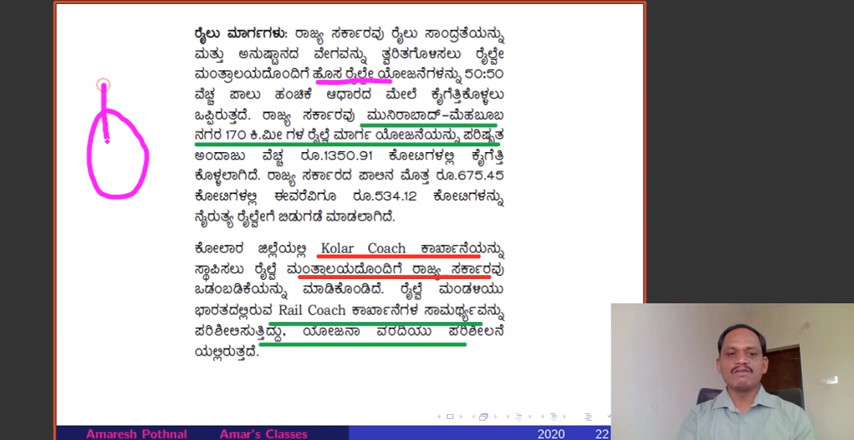 ರೈಲು ಮಾರ್ಗಗಳು: ರಾಜ್ಯ ಸರ್ಕಾರವು ರೈಲು ಸಾಂದ್ರತೆಯನ್ನು
ಮತ್ತು ಅನುಷ್ಟಾನದ ವೇಗವನ್ನು ತ್ವರಿತಗೊಳಿಸಲು ರೈಲ್ವೇ
ಮಂತ್ರಾಲಯದೊಂದಿಗೆ ಹೊಸ ರೈಲ್ವೇ ಯೋಜನೆಗಳನ್ನು 50:50
ವೆಚ್ಚ ಪಾಲು ಹಂಚಿಕೆ ಆಧಾರದ ಮೇಲೆ ಕೈಗೆತ್ತಿಕೊಳ್ಳಲು
ಒಪ್ಪಿರುತ್ತದೆ. ರಾಜ್ಯ ಸರ್ಕಾರವು ಮುನಿರಾಬಾದ್-ಮೆಹಬೂಬ
ನಗರ 170 ಕಿ.ಮೀ ಗಳ ರೈಲ್ವೆ ಮಾರ್ಗ ಯೋಜನೆಯನ್ನು ಪರಿಷ್ಕೃತ
ಅಂದಾಜು ವೆಚ್ಚ ರೂ.1350.91 ಕೋಟಿಗಳಲ್ಲಿ ಕೈಗೆತ್ತಿ
ಕೊಳ್ಳಲಾಗಿದೆ. ರಾಜ್ಯ ಸರ್ಕಾರದ ಪಾಲಿನ ಮೊತ್ತ ರೂ.675.45
ಕೋಟಿಗಳಲ್ಲಿ ಈವರೆವಿಗೂ ರೂ.534.12 ಕೋಟಿಗಳನ್ನು
ನೈರುತ್ಯ ರೈಲ್ವೇಗೆ ಬಿಡುಗಡೆ ಮಾಡಲಾಗಿದೆ.
ಕೋಲಾರ ಜಿಲ್ಲೆಯಲ್ಲಿ Kolar Coach ಕಾರ್ಖಾನೆಯನ್ನು
ಸ್ಥಾಪಿಸಲು ರೈಲ್ವೆ ಮಂತ್ರಾಲಯದೊಂದಿಗೆ ರಾಜ್ಯ ಸರ್ಕಾರವು
ಒಡಂಬಡಿಕೆಯನ್ನು ಮಾಡಿಕೊಂಡಿದೆ. ರೈಲ್ವೆ ಮಂಡಳಿಯು
ಭಾರತದಲ್ಲಿರುವ Rail Coach ಕಾರ್ಖಾನೆಗಳ ಸಾಮರ್ಥ್ಯವನ್ನು
ಪರಿಶೀಲಿಸುತ್ತಿದ್ದು, ಯೋಜನಾ ವರದಿಯು ಪರಿಶೀಲನೆ
ಯಲ್ಲಿರುತ್ತದೆ.
Amaresh Pothnal Amar's Classes 2020 22